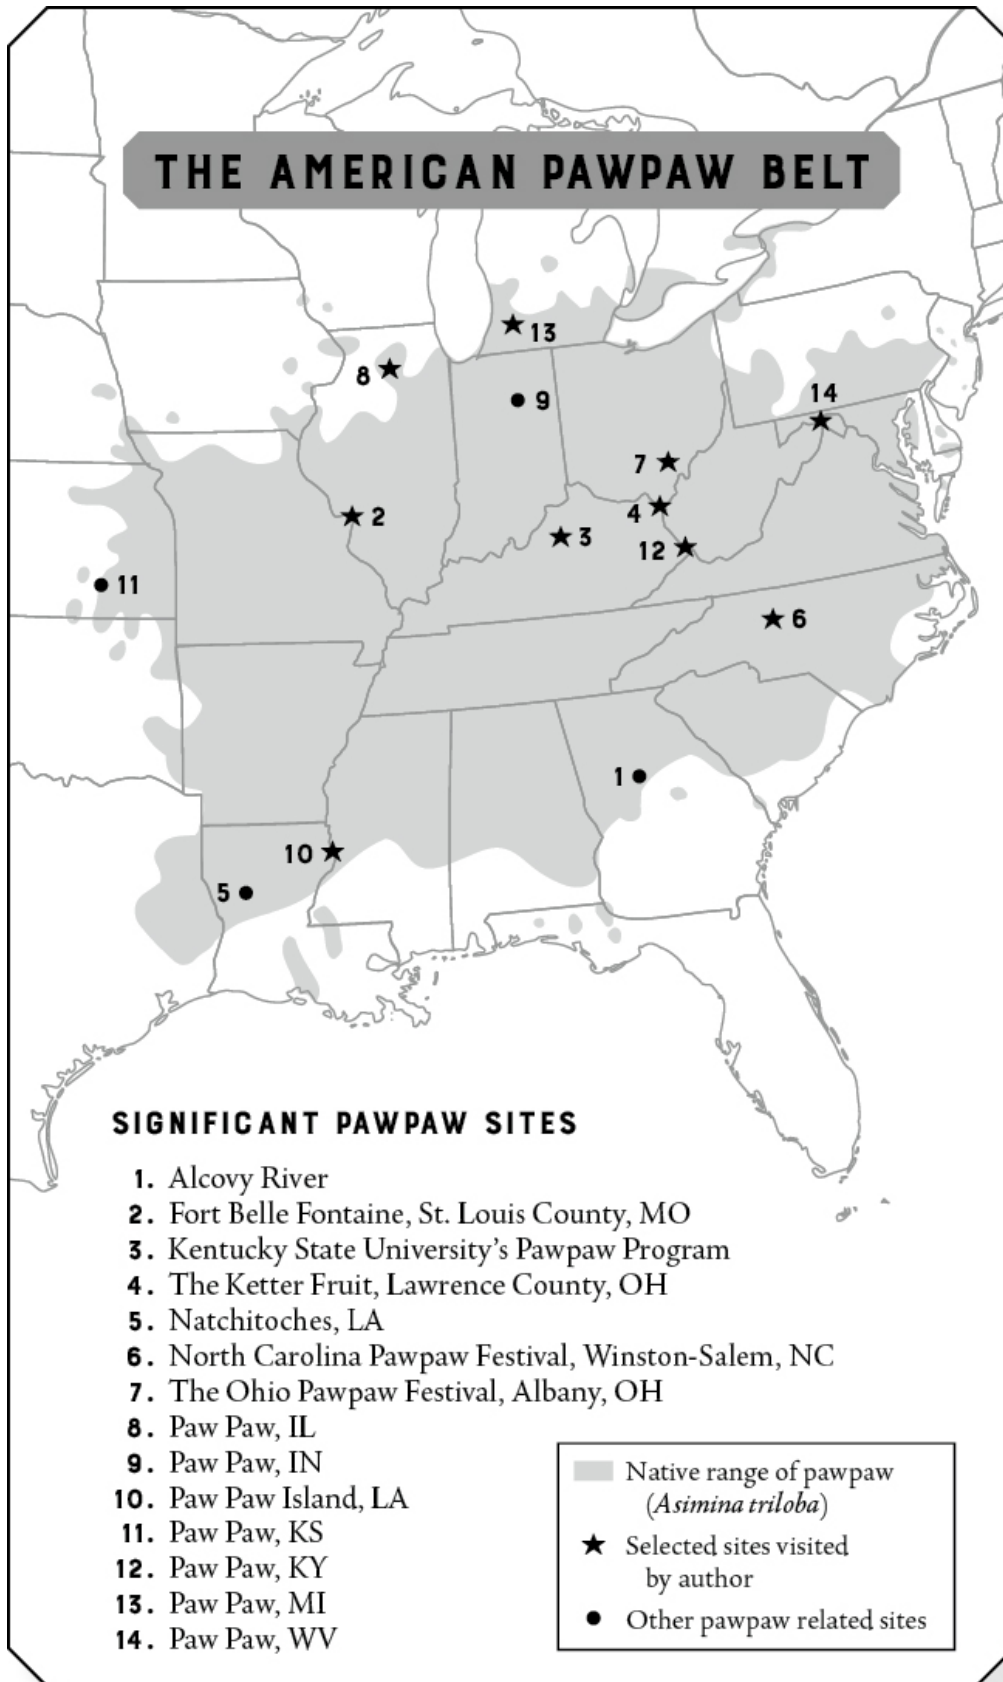 THE AMERICAN PAWPAW BELT
13
8
9
14
7
2
4
3
12
11
6
1
10
5
SIGNIFICANT PAWPAW SITES
1. Alcovy River
2. Fort Belle Fontaine, St. Louis County, MO
3. Kentucky State University's Pawpaw Program
4. The Ketter Fruit, Lawrence County, OH
5. Natchitoches, LA
6. North Carolina Pawpaw Festival, Winston-Salem, NC
7. The Ohio Pawpaw Festival, Albany, OH
8. Paw Paw, IL
9. Paw Paw, IN
10. Paw Paw Island, LA
11. Paw Paw, KS
12. Paw Paw, KY
13. Paw Paw, MI
14. Paw Paw, WV
Native range of pawpaw
(Asimina triloba)
Selected sites visited
by author
Other pawpaw related sites